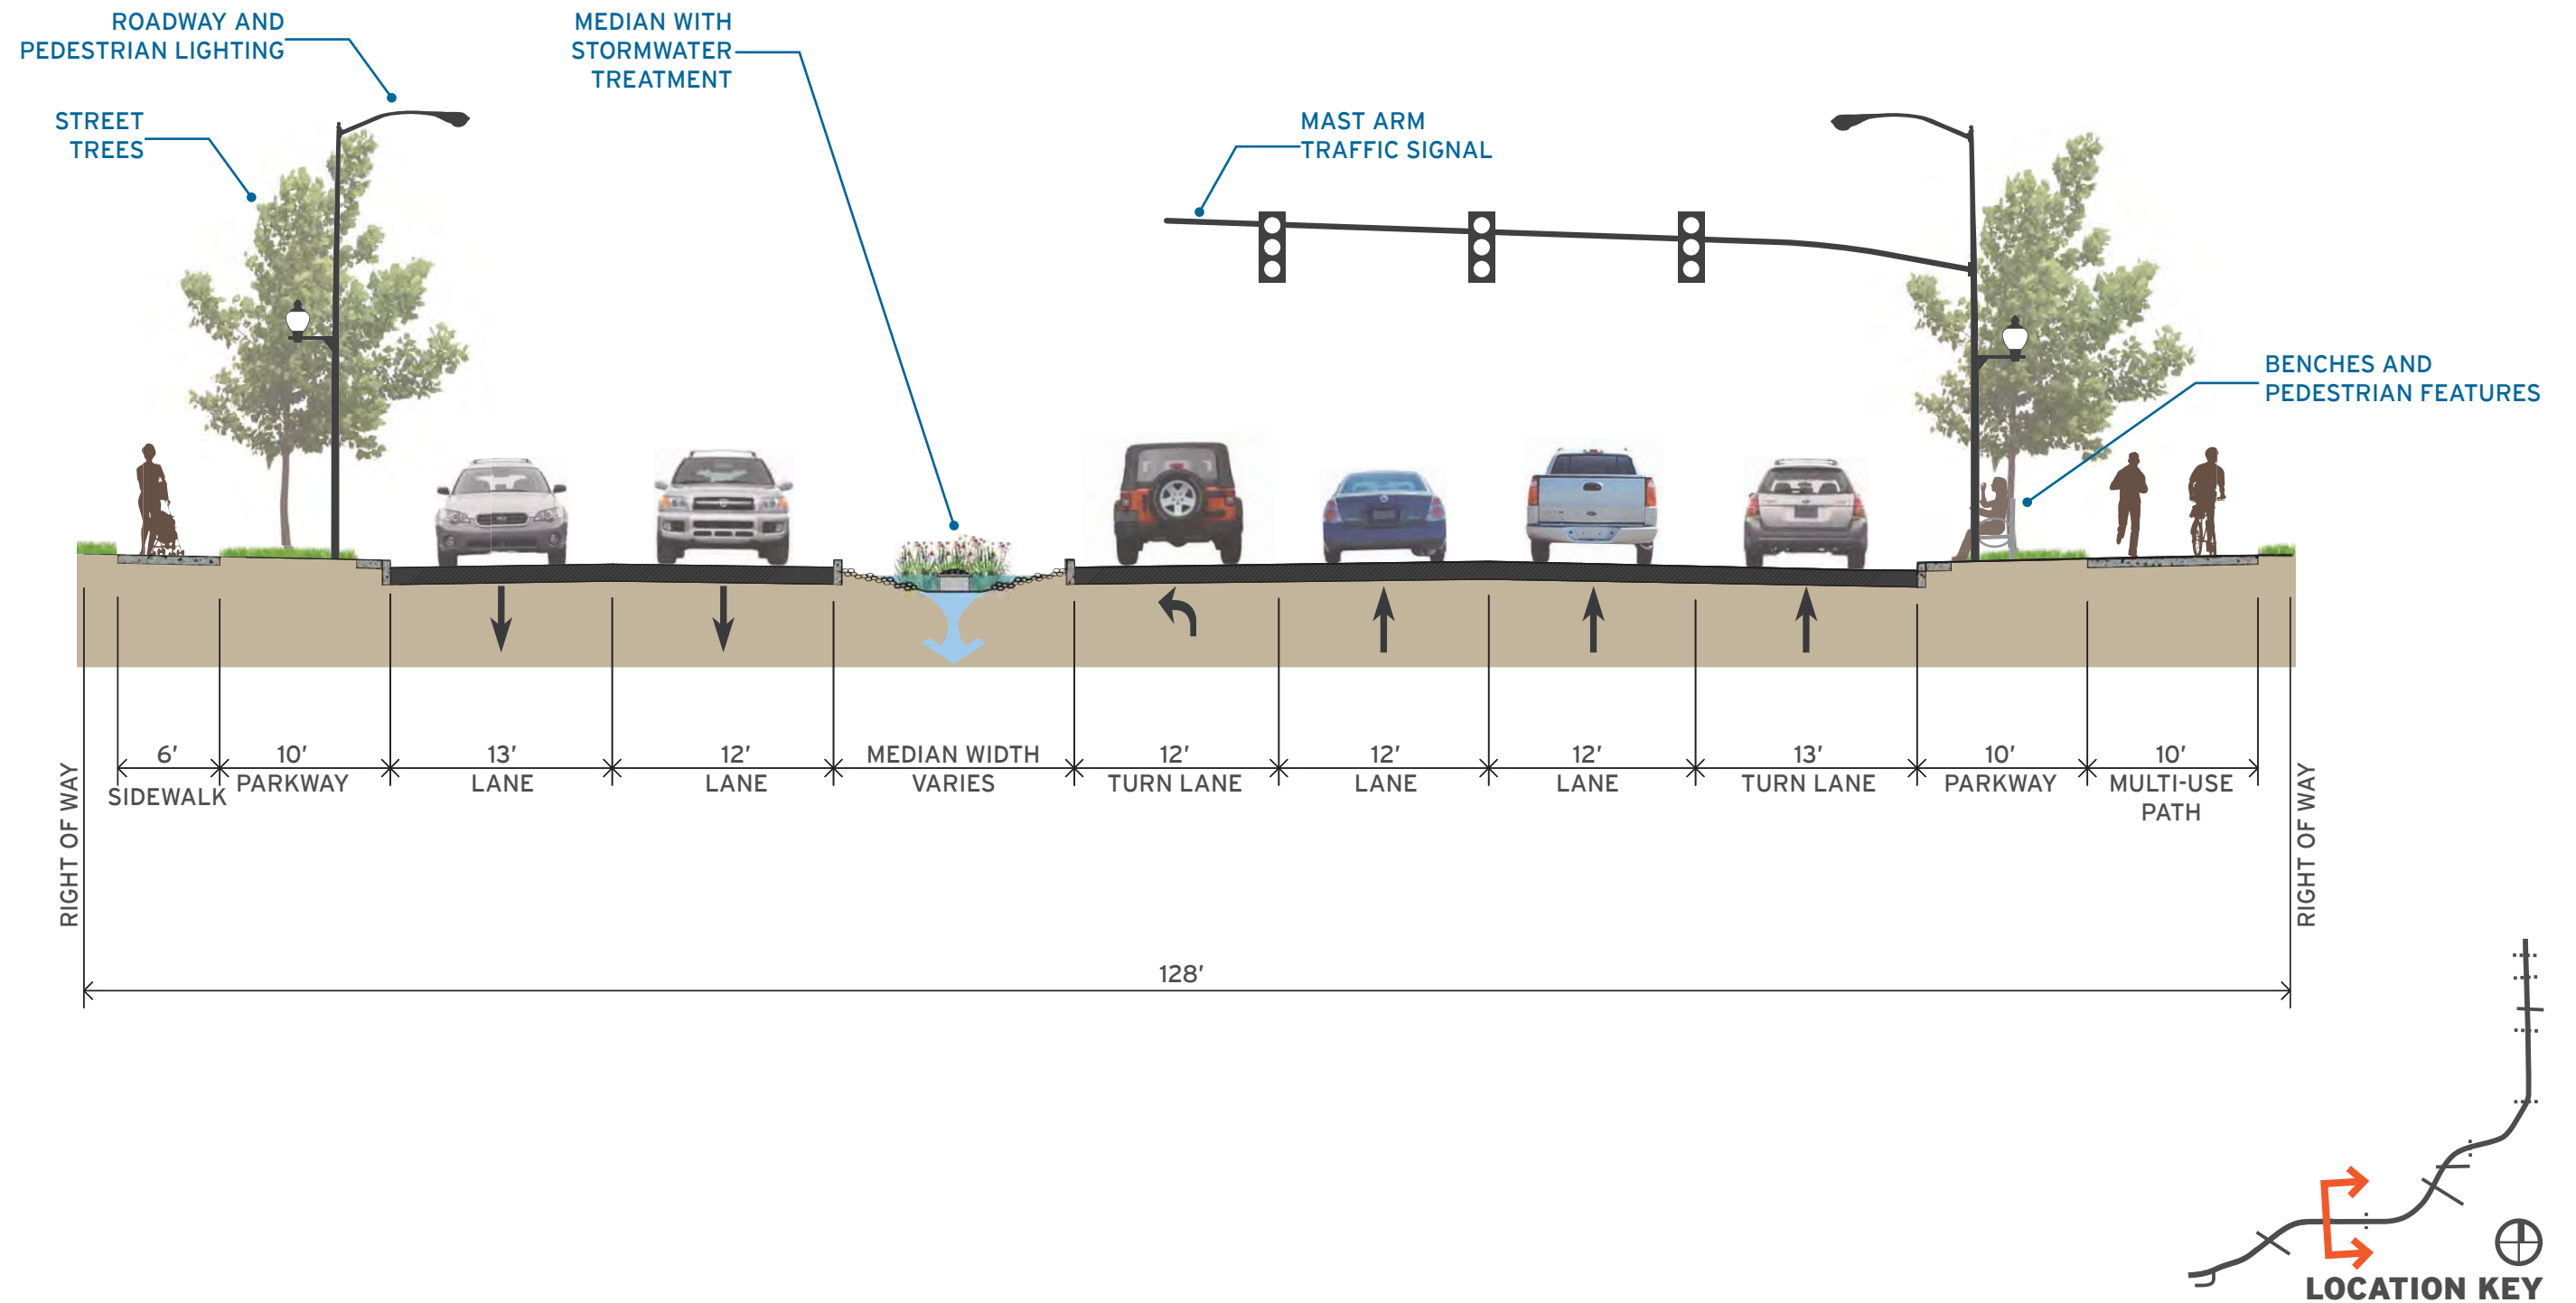 ROADWAY AND
PEDESTRIAN LIGHTING
MEDIAN WITH
STORMWATER
TREATMENT
STREET
TREES
MAST ARM
TRAFFIC SIGNAL
BENCHES AND
PEDESTRIAN FEATURES
6'
SIDEWALK
10'
PARKWAY
13'
LANE
12'
LANE
MEDIAN WIDTH
VARIES
12'
TURN LANE
12'
LANE
12'
LANE
13'
TURN LANE
10'
PARKWAY
10'
MULTI-USE
PATH
RIGHT OF WAY
RIGHT OF WAY
128'
LOCATION KEY